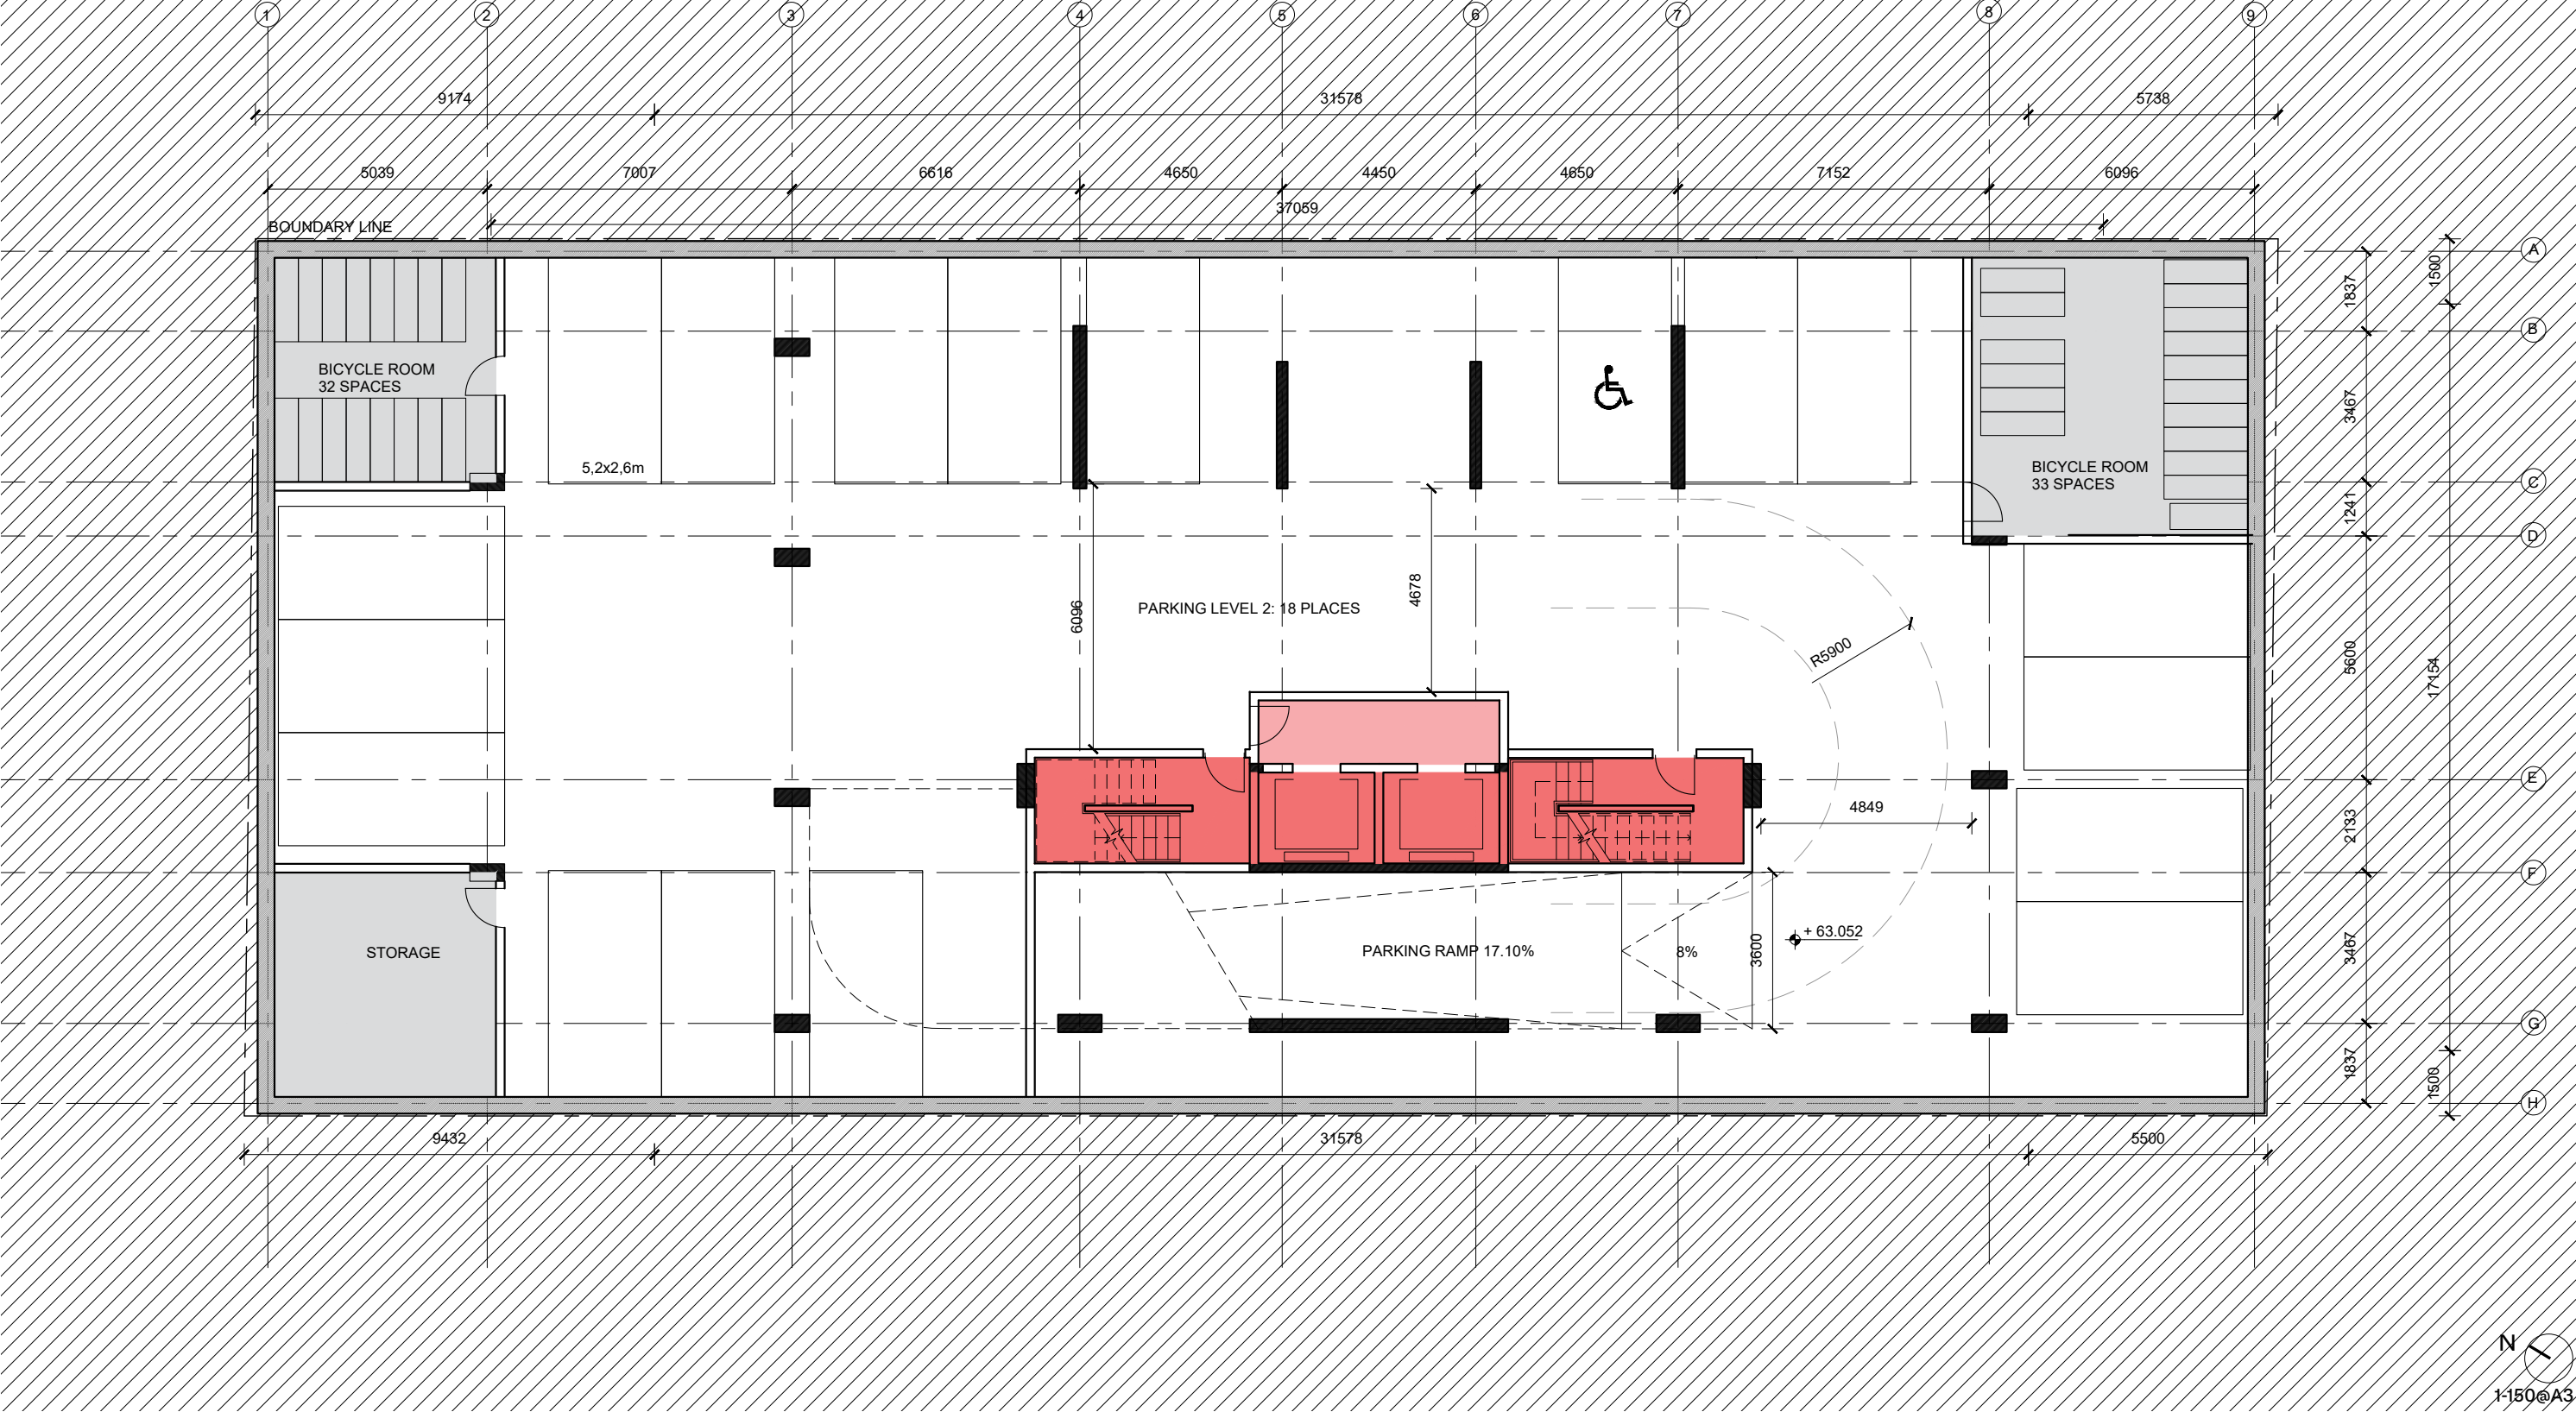 1 2 3 4 5 6 7 8 9
9174 31578 5738
5039 7007 6616 4650 4450 4650 7152 6096
37059
BOUNDARY LINE
A
1500
1837
B
BICYCLE ROOM
32 SPACES
3467
5,2x2,6m
BICYCLE ROOM
33 SPACES
C
1241
D
6096
PARKING LEVEL 2: 18 PLACES
4678
R5900
5600
17154
E
4849
2133
F
STORAGE
PARKING RAMP 17.10%
8%
3600
+ 63.052
3467
G
1837
1500
H
9432 31578 5500
N
1-150@A3